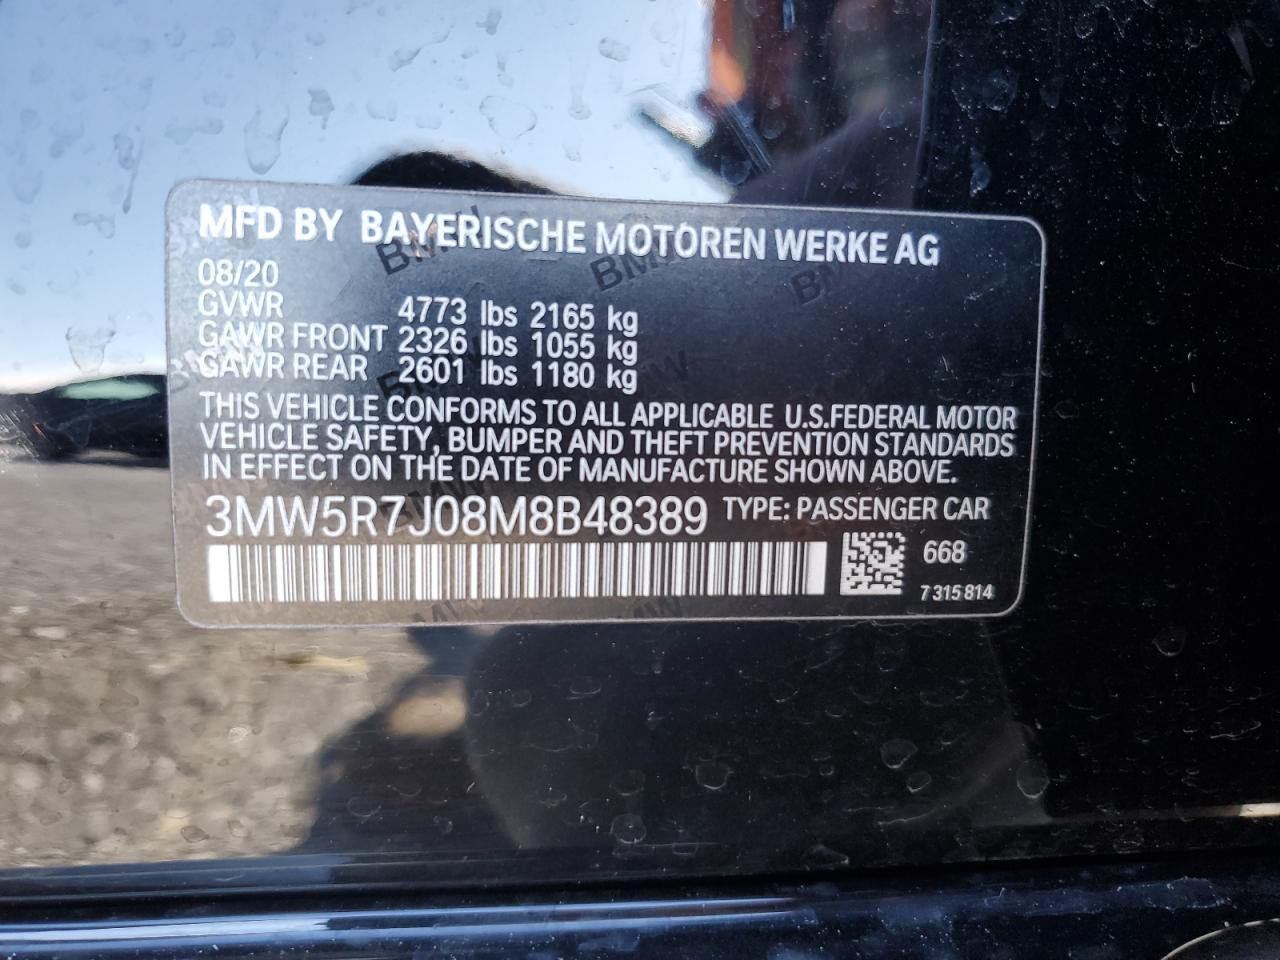 MFD BY BAYERISCHE MOTOREN WERKE AG
08/20
GVWR 4773 lbs 2165 kg
GAWR FRONT 2326 lbs 1055 kg
GAWR REAR 2601 lbs 1180 kg
THIS VEHICLE CONFORMS TO ALL APPLICABLE U.S.FEDERAL MOTOR
VEHICLE SAFETY, BUMPER AND THEFT PREVENTION STANDARDS
IN EFFECT ON THE DATE OF MANUFACTURE SHOWN ABOVE.
3MW5R7J08M8B48389 TYPE: PASSENGER CAR
668
7 315 814